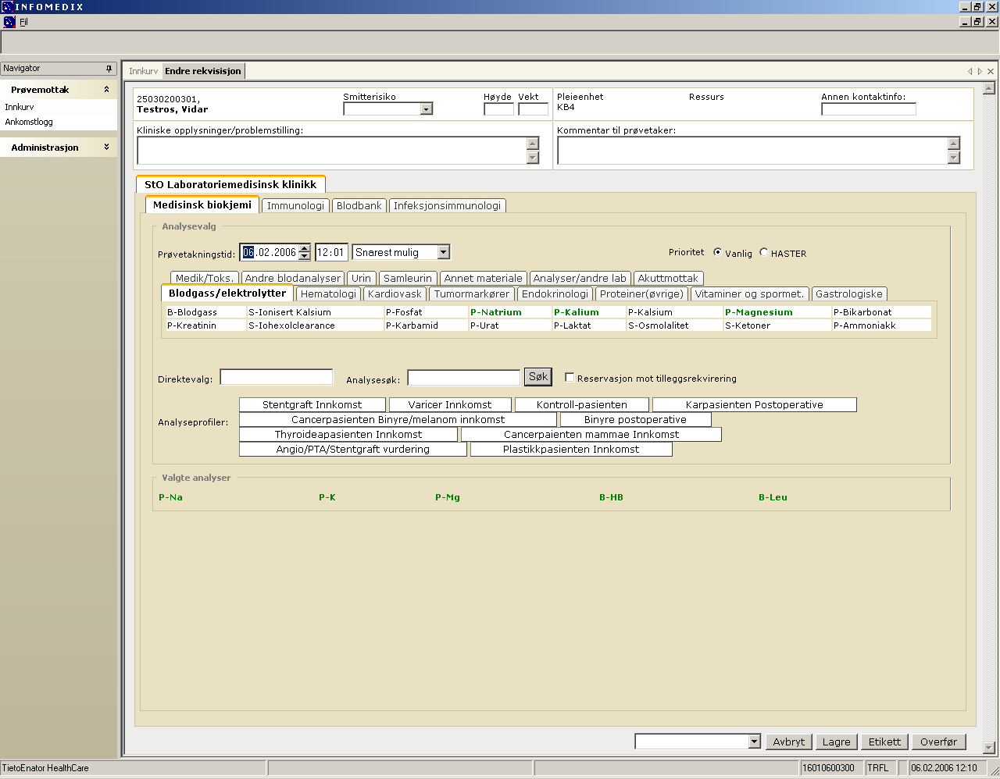 INFOMEDIX
Fil
Navigator
Prøvemottak
Innkurv
Ankomstlogg
Administrasjon
Innkurv Endre rekvisisjon
25030200301,
Testros, Vidar
Smitterisiko
Høyde Vekt
Pleieenhet
KB4
Ressurs
Annen kontaktinfo:
Kliniske opplysninger/problemstilling:
Kommentar til prøvetaker:
StO Laboratoriemedisinsk klinikk
Medisinsk biokjemi Immunologi Blodbank Infeksjonsimmunologi
Analysevalg
Prøvetakningstid: 06.02.2006 12:01 Snarest mulig Prioritet Vanlig HASTER
Medik/Toks. Andre blodanalyser Urin Samleurin Annet materiale Analyser/andre lab Akuttmottak
Blodgass/elektrolytter Hematologi Kardiovask Tumormarkører Endokrinologi Proteiner(øvrige) Vitaminer og spormet. Gastrologiske
B-Blodgass S-Ionisert Kalsium P-Fosfat P-Natrium P-Kalium P-Kalsium P-Magnesium P-Bikarbonat
P-Kreatinin S-Iohexolclearance P-Karbamid P-Urat P-Laktat S-Osmolalitet S-Ketoner P-Ammoniakk
Direktevalg: Analysesøk: Søk Reservasjon mot tilleggsrekvirering
Analyseprofiler:
Stentgraft Innkomst Varicer Innkomst Kontroll-pasienten Karpasienten Postoperative
Cancerpasienten Binyre/melanom innkomst Binyre postoperative
Thyroideapasienten Innkomst Cancerpaienten mammae Innkomst
Angio/PTA/Stentgraft vurdering Plastikkpasienten Innkomst
Valgte analyser
P-Na P-K P-Mg B-HB B-Leu
Avbryt Lagre Etikett Overfør
TietoEnator HealthCare 16010600300 TRFL 06.02.2006 12:10